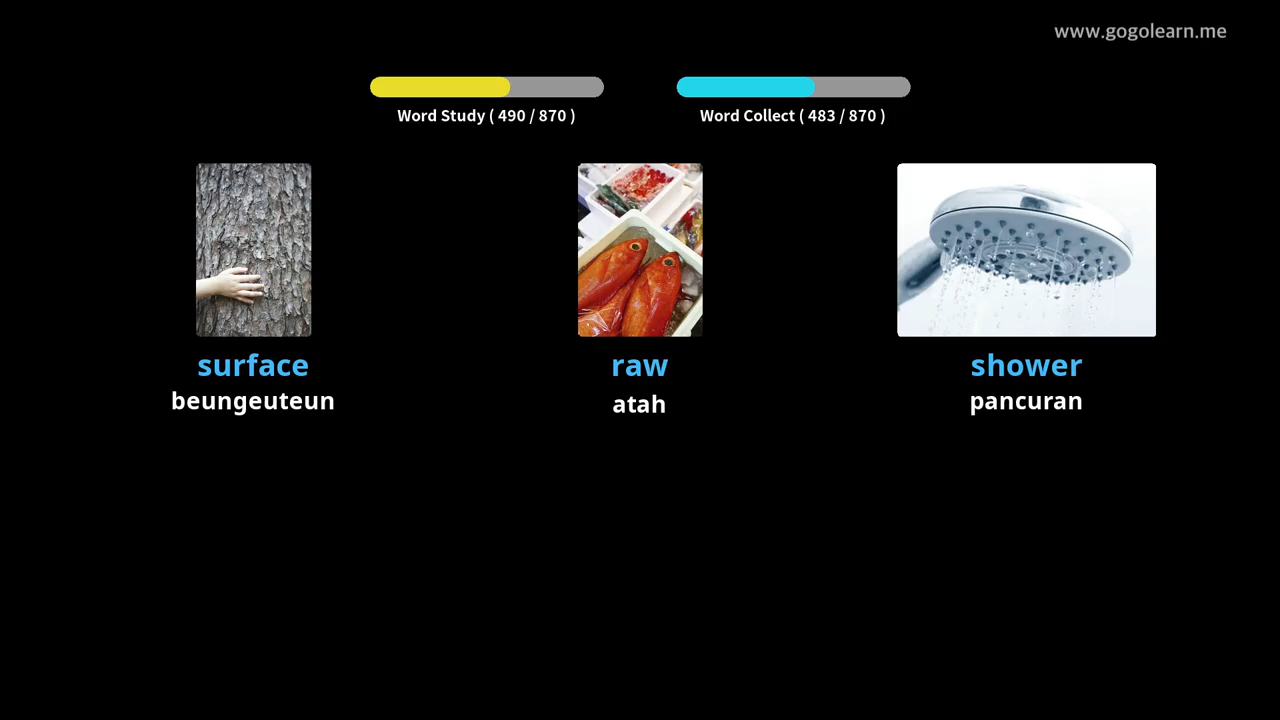 www.gogolearn.me
Word Study ( 490 / 870 )
Word Collect ( 483 / 870 )
surface
beungeuteun
raw
atah
shower
pancuran